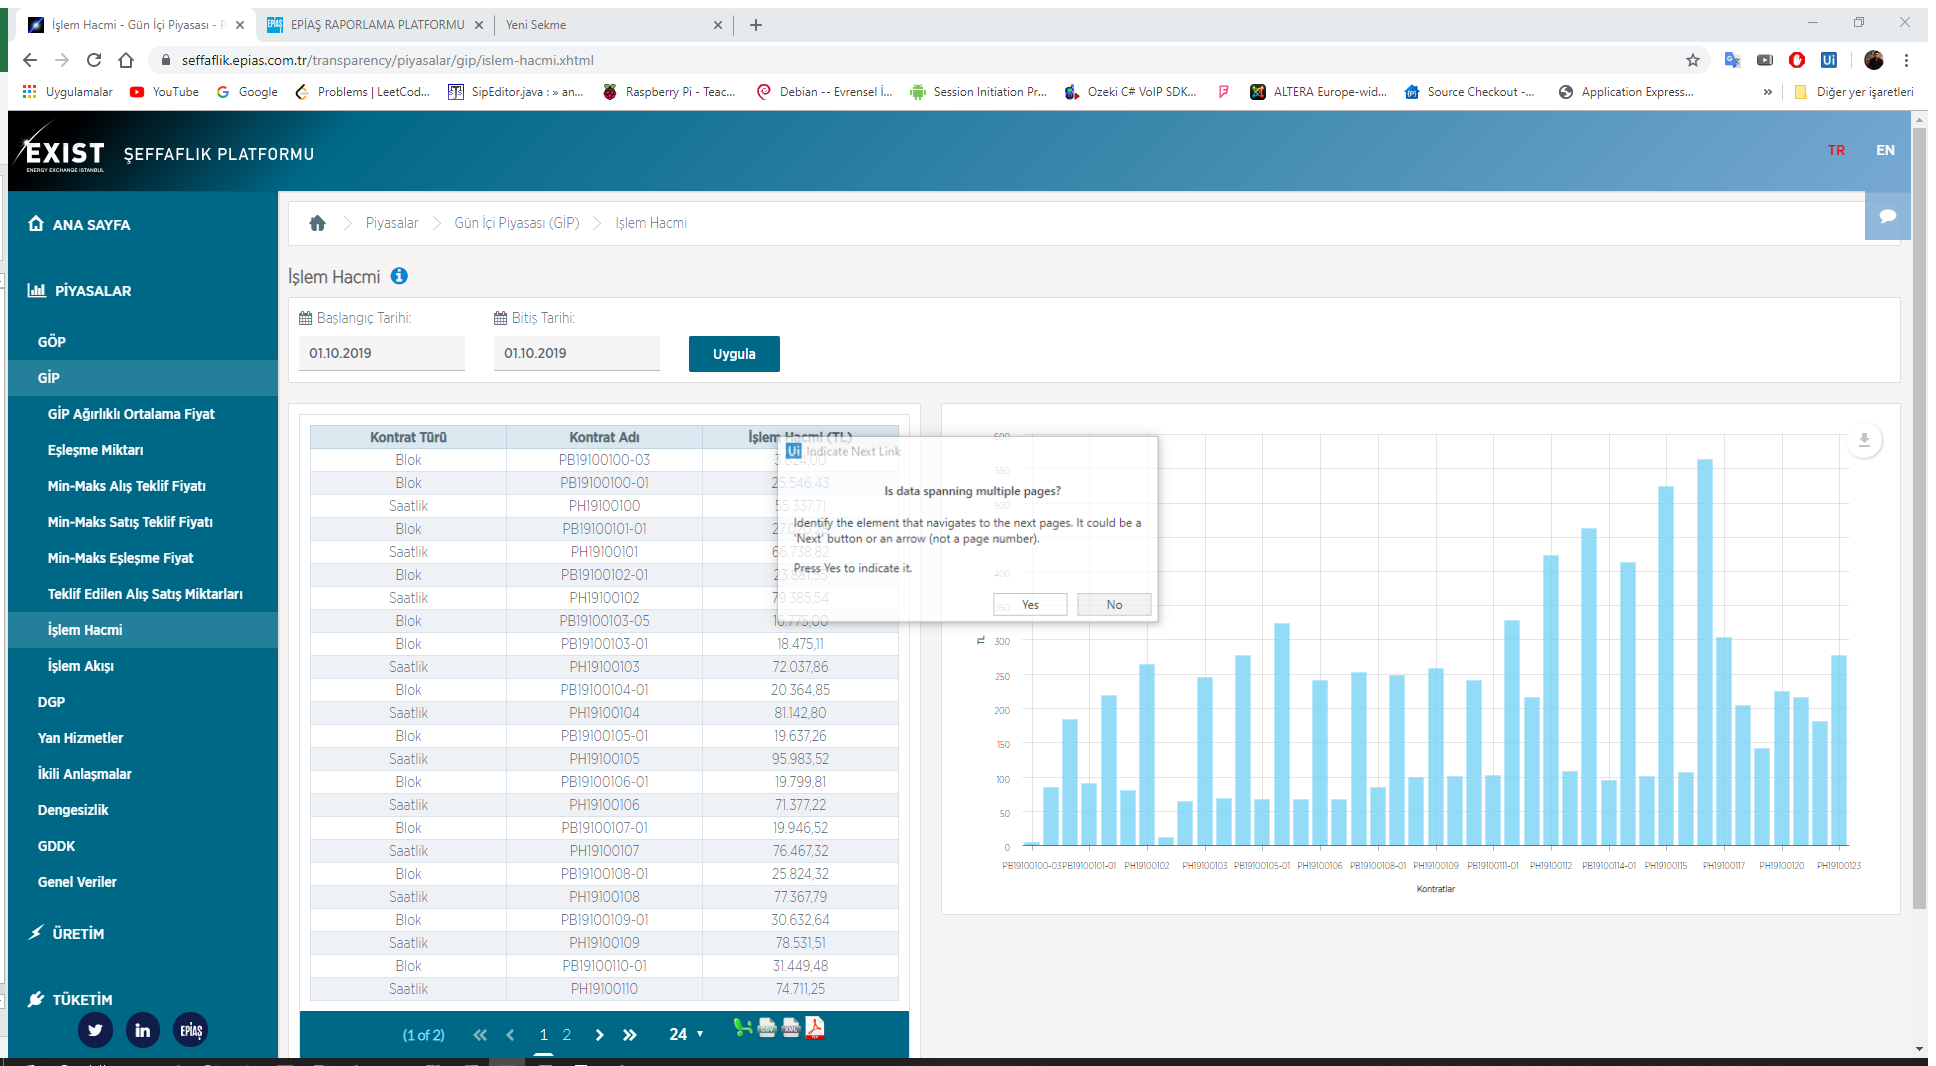 İşlem Hacmi - Gün İçi Piyasası - P
EPİAŞ RAPORLAMA PLATFORMU
Yeni Sekme
seffaflik.epias.com.tr/transparency/piyasalar/gip/islem-hacmi.xhtml
Uygulamalar
YouTube
Google
Problems | LeetCod...
SipEditor.java : » an...
Raspberry Pi - Teac...
Debian -- Evrensel İ...
Session Initiation Pr...
Ozeki C# VoIP SDK...
ALTERA Europe-wid...
Source Checkout -...
Application Express...
»
Diğer yer işaretleri
EXIST
ENERGY EXCHANGE ISTANBUL
ŞEFFAFLIK PLATFORMU
TR
EN
ANA SAYFA
PİYASALAR
GÖP
GİP
GİP Ağırlıklı Ortalama Fiyat
Eşleşme Miktarı
Min-Maks Alış Teklif Fiyatı
Min-Maks Satış Teklif Fiyatı
Min-Maks Eşleşme Fiyat
Teklif Edilen Alış Satış Miktarları
İşlem Hacmi
İşlem Akışı
DGP
Yan Hizmetler
İkili Anlaşmalar
Dengesizlik
GDDK
Genel Veriler
ÜRETİM
TÜKETİM
EPİAŞ
Piyasalar
Gün İçi Piyasası (GİP)
İşlem Hacmi
İşlem Hacmi
Başlangıç Tarihi:
Bitiş Tarihi:
01.10.2019
01.10.2019
Uygula
Kontrat Türü Kontrat Adı İşlem Hacmi (TL)
Blok PB19100100-03
Blok PB19100100-01 25.546,43
Saatlik PH19100100 55.337,71
Blok PB19100101-01
Saatlik PH19100101 66.738,82
Blok PB19100102-01 23.881,35
Saatlik PH19100102 79.385,54
Blok PB19100103-05 16.775,00
Blok PB19100103-01 18.475,11
Saatlik PH19100103 72.037,86
Blok PB19100104-01 20.364,85
Saatlik PH19100104 81.142,80
Blok PB19100105-01 19.637,26
Saatlik PH19100105 95.983,52
Blok PB19100106-01 19.799,81
Saatlik PH19100106 71.377,22
Blok PB19100107-01 19.946,52
Saatlik PH19100107 76.467,32
Blok PB19100108-01 25.824,32
Saatlik PH19100108 77.367,79
Blok PB19100109-01 30.632,64
Saatlik PH19100109 78.531,51
Blok PB19100110-01 31.449,48
Saatlik PH19100110 74.711,25
(1 of 2) 1 2 24
CSV XML PDF
Ui Indicate Next Link
Is data spanning multiple pages?
Identify the element that navigates to the next pages. It could be a
'Next' button or an arrow (not a page number).
Press Yes to indicate it.
Yes No
600
550
500
400
350
300
250
200
150
100
50
0
TL
PB19100100-03 PB19100101-01 PH19100102 PH19100103 PB19100105-01 PH19100106 PB19100108-01 PH19100109 PB19100111-01 PH19100112 PB19100114-01 PH19100115 PH19100117 PH19100120 PH19100123
Kontratlar